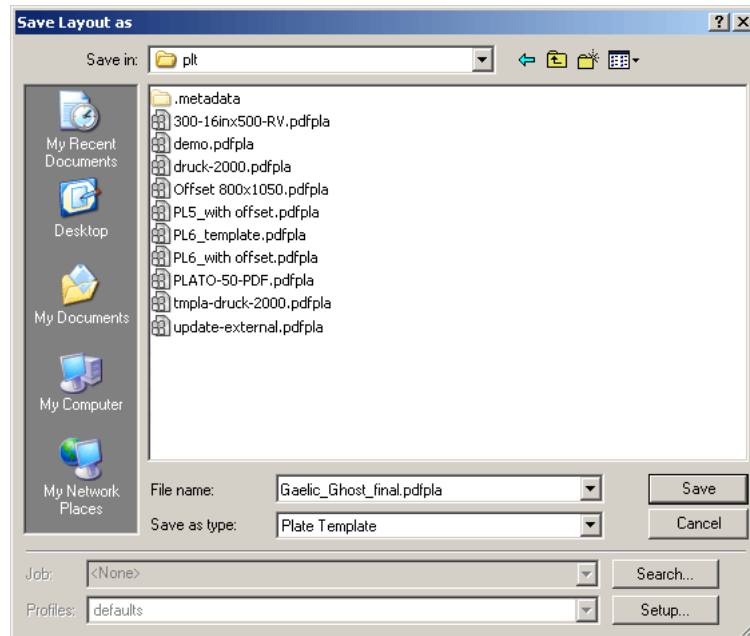 Save Layout as
Save in: plt
My Recent
Documents
Desktop
My Documents
My Computer
My Network
Places
.metadata
300-16inx500-RV.pdfpla
demo.pdfpla
druck-2000.pdfpla
Offset 800x1050.pdfpla
PL5_with offset.pdfpla
PL6_template.pdfpla
PL6_with offset.pdfpla
PLATO-50-PDF.pdfpla
tmpla-druck-2000.pdfpla
update-external.pdfpla
File name: Gaelic_Ghost_final.pdfpla Save
Save as type: Plate Template Cancel
Job: <None> Search...
Profiles: defaults Setup...